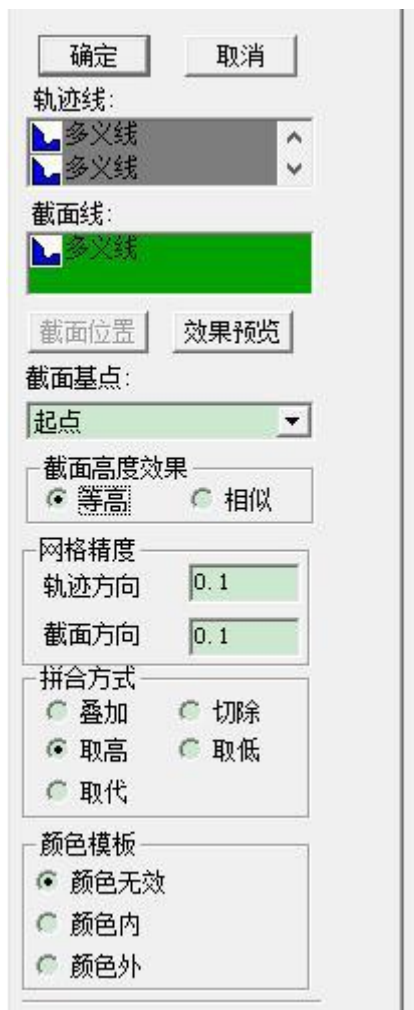 确定 取消
轨迹线:
多义线
多义线
截面线:
多义线
截面位置 效果预览
截面基点:
起点
截面高度效果
等高 相似
网格精度
轨迹方向 0.1
截面方向 0.1
拼合方式
叠加 切除
取高 取低
取代
颜色模板
颜色无效
颜色内
颜色外